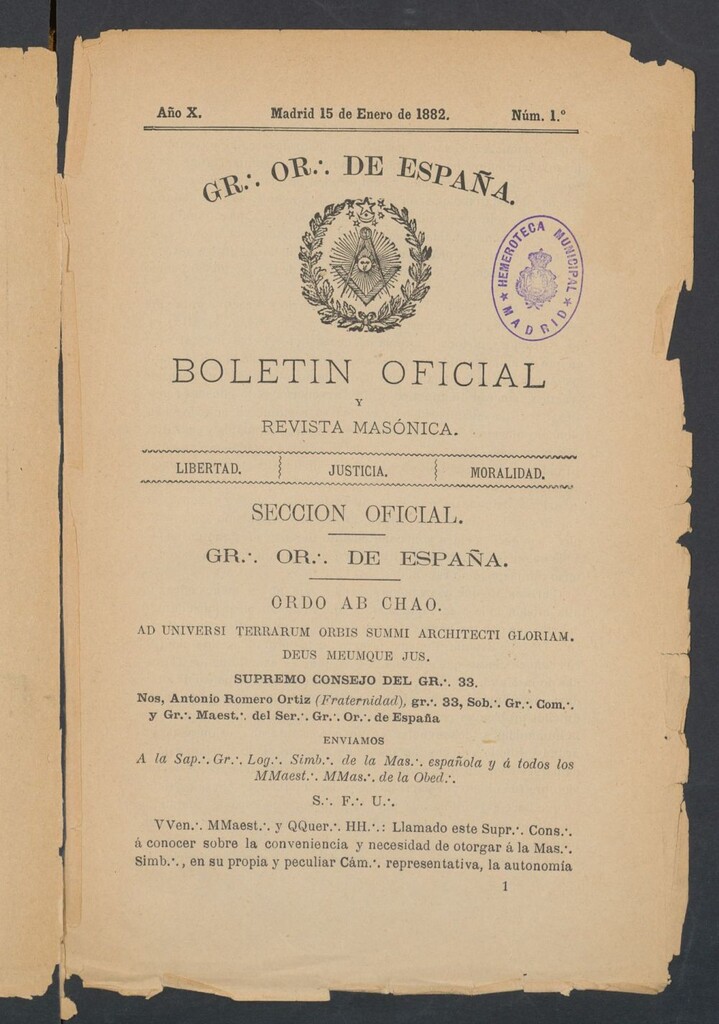 Año X. Madrid 15 de Enero de 1882. Núm. 1.°
GR.·. OR.·. DE ESPAÑA.
HEMEROTECA MUNICIPAL
MADRID
BOLETIN OFICIAL
Y
REVISTA MASÓNICA.
LIBERTAD. JUSTICIA. MORALIDAD.
SECCION OFICIAL.
GR.·. OR.·. DE ESPAÑA.
ORDO AB CHAO.
AD UNIVERSI TERRARUM ORBIS SUMMI ARCHITECTI GLORIAM.
DEUS MEUMQUE JUS.
SUPREMO CONSEJO DEL GR.·. 33.
Nos, Antonio Romero Ortiz (Fraternidad), gr.·. 33, Sob.·. Gr.·. Com.·.
y Gr.·. Maest.·. del Ser.·. Gr.·. Or.·. de España
ENVIAMOS
A la Sap.·. Gr.·. Log.·. Simb.·. de la Mas.·. española y á todos los
MMaest.·. MMas.·. de la Obed.·.
S.·. F.·. U.·.
VVen.·. MMaest.·. y QQuer.·. HH.·.: Llamado este Supr.·. Cons.·.
á conocer sobre la conveniencia y necesidad de otorgar á la Mas.·.
Simb.·., en su propia y peculiar Cám.·. representativa, la autonomía
1